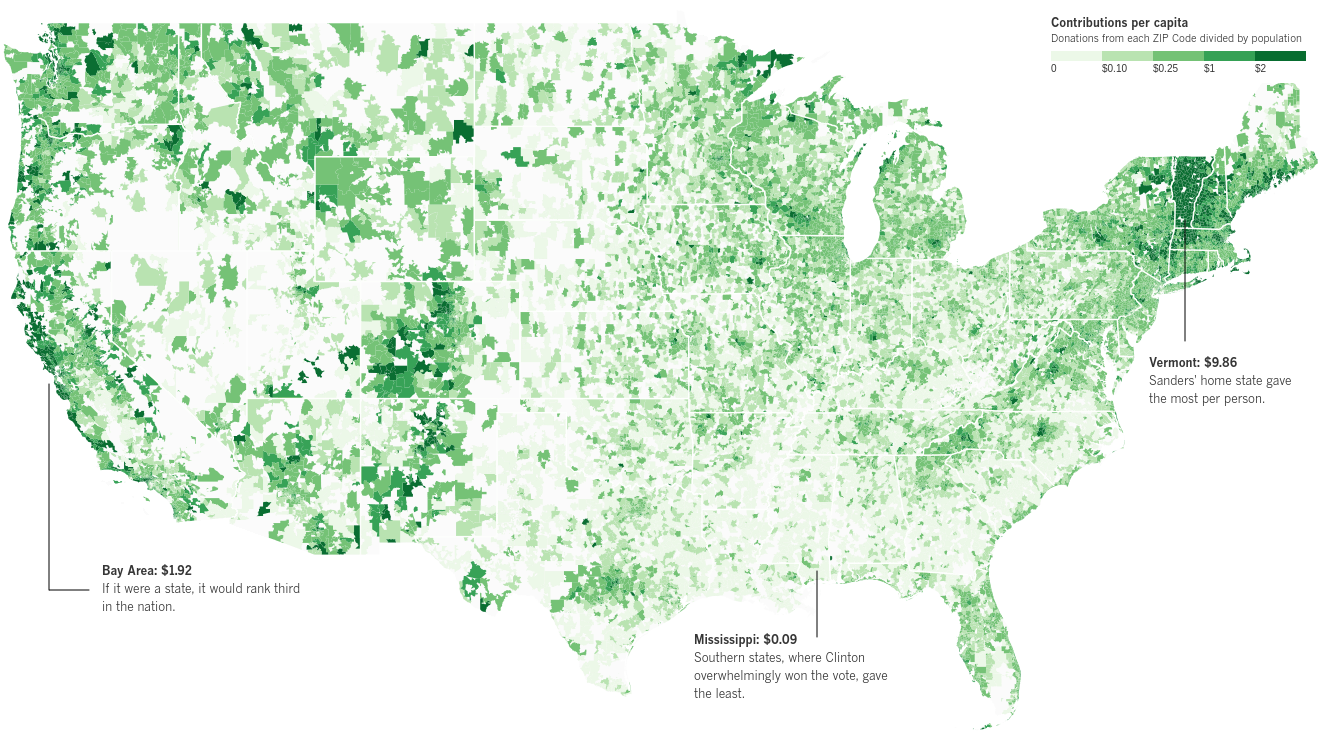 Contributions per capita
Donations from each ZIP Code divided by population
0 $0.10 $0.25 $1 $2
Vermont: $9.86
Sanders' home state gave
the most per person.
Bay Area: $1.92
If it were a state, it would rank third
in the nation.
Mississippi: $0.09
Southern states, where Clinton
overwhelmingly won the vote, gave
the least.